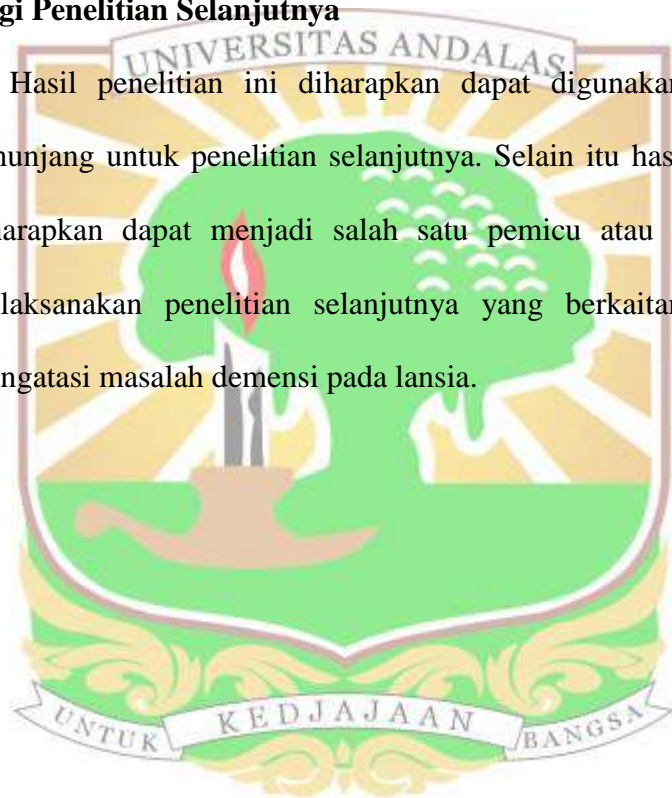 gi Penelitian Selanjutnya
UNIVERSITAS ANDALAS
Hasil penelitian ini diharapkan dapat digunakan
nunjang untuk penelitian selanjutnya. Selain itu has
arapkan dapat menjadi salah satu pemicu atau
laksanakan penelitian selanjutnya yang berkaitan
ngatasi masalah demensi pada lansia.
UNTUK KEDJAJAAN BANGSA